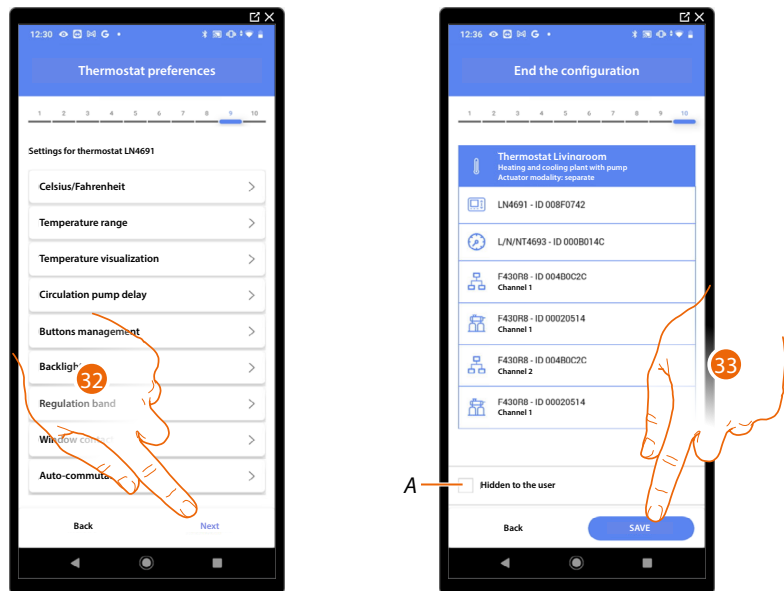 12:30 G
Thermostat preferences
1 2 3 4 5 6 7 8 9 10
Settings for thermostat LN4691
Celsius/Fahrenheit
Temperature range
Temperature visualization
Circulation pump delay
Buttons management
Backligh
32
Regulation band
Window
Auto-commuta
Back Next
12:36 G
End the configuration
1 2 3 4 5 6 7 8 9 10
Thermostat Livingroom
Heating and cooling plant with pump
Actuator modality: separate
LN4691 - ID 008F0742
L/N/NT4693 - ID 000B014C
F430R8 - ID 004B0C2C
Channel 1
F430R8 - ID 00020514
Channel 1
F430R8 - ID 004B0C2C
Channel 2
F430R8 - ID 00020514
Channel 1
33
A
Hidden to the user
Back SAVE